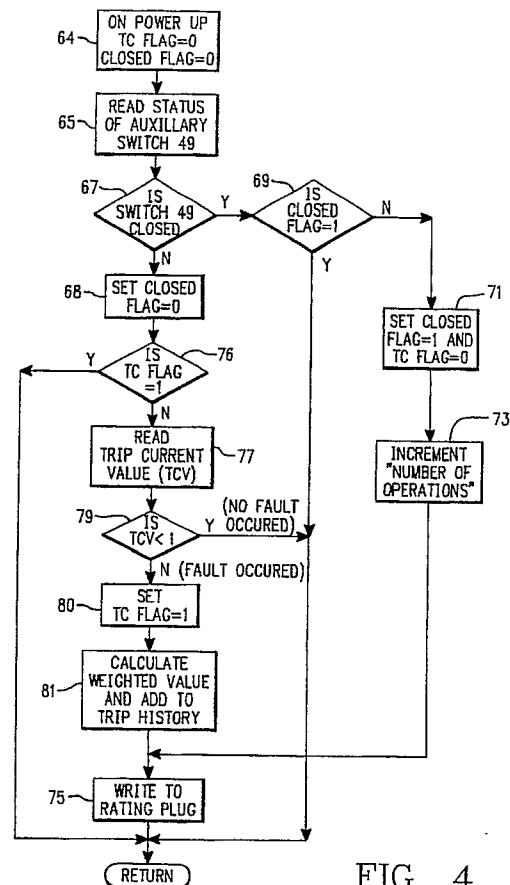 64
ON POWER UP
TC FLAG=0
CLOSED FLAG=0
65
READ STATUS
OF AUXILLARY
SWITCH 49
67
IS
SWITCH 49
CLOSED
Y
N
69
IS
CLOSED
FLAG=1
N
Y
68
SET CLOSED
FLAG=0
71
SET CLOSED
FLAG=1 AND
TC FLAG=0
76
IS
TC FLAG
=1
Y
N
73
INCREMENT
"NUMBER OF
OPERATIONS"
READ
TRIP CURRENT
VALUE (TCV)
77
79
IS
TCV< 1
Y
(NO FAULT
OCCURED)
N (FAULT OCCURED)
80
SET
TC FLAG=1
81
CALCULATE
WEIGHTED VALUE
AND ADD TO
TRIP HISTORY
75
WRITE TO
RATING PLUG
RETURN
FIG. 4